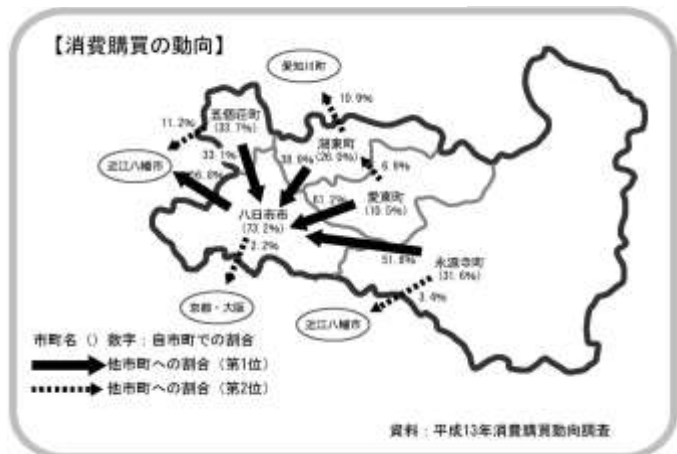 【消費購買の動向】
愛知川町
10.9%
11.2%
五個荘町
(33.7%)
湖東町
(26.0%)
33.1%
38.0%
6.6%
近江八幡市
愛東町
(10.5%)
61.2%
八日市市
(73.2%)
2.2%
51.8%
永源寺町
(31.6%)
3.4%
京都・大阪
近江八幡市
市町名 () 数字:自市町での割合
他市町への割合 (第1位)
他市町への割合 (第2位)
資料:平成13年消費購買動向調査